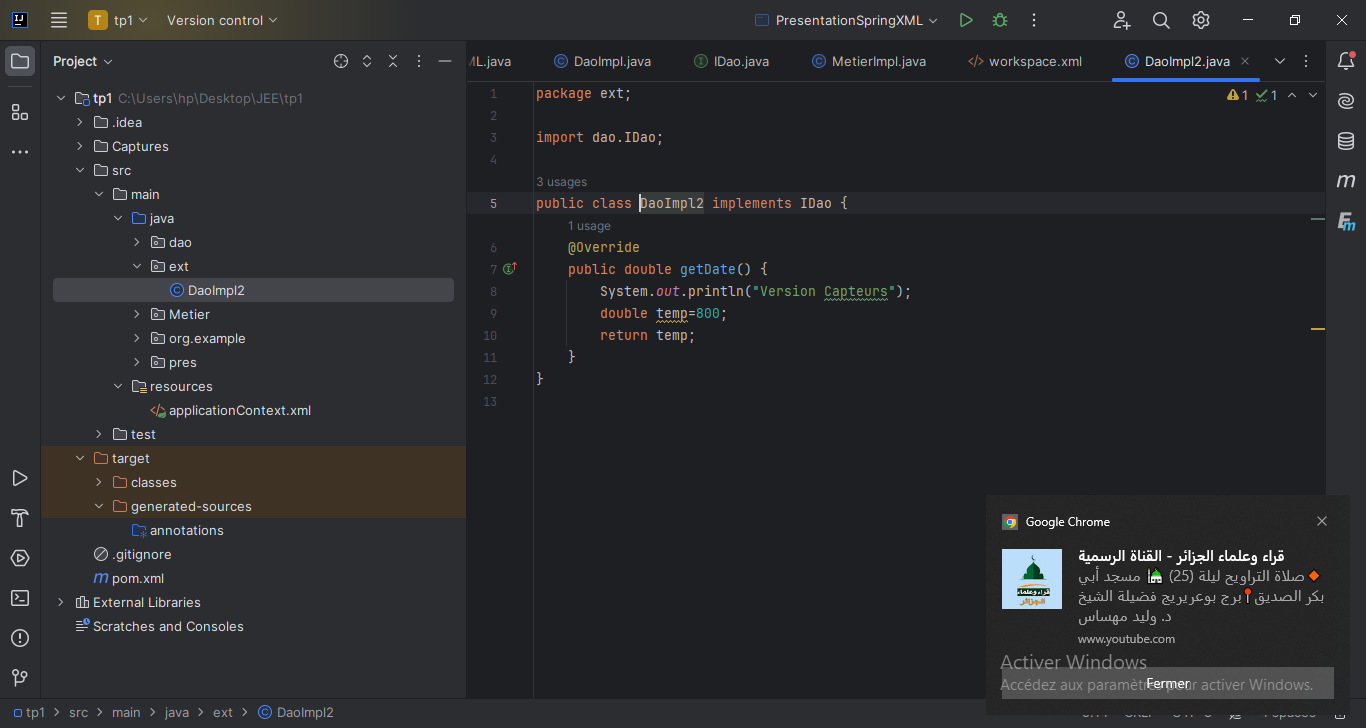 tp1
Version control
PresentationSpringXML
Project
ML.java
DaoImpl.java
IDao.java
MetierImpl.java
workspace.xml
DaoImpl2.java
tp1 C:\Users\hp\Desktop\JEE\tp1
.idea
Captures
src
main
java
dao
ext
DaoImpl2
Metier
org.example
pres
resources
applicationContext.xml
test
target
classes
generated-sources
annotations
.gitignore
pom.xml
External Libraries
Scratches and Consoles
1 package ext;
1 1
2
3 import dao.IDao;
4
3 usages
5 public class DaoImpl2 implements IDao {
1 usage
6 @Override
7 public double getDate() {
8 System.out.println("Version Capteurs");
9 double temp=800;
10 return temp;
11 }
12 }
13
Google Chrome
قراء وعلماء الجزائر - القناة الرسمية
صلاة التراويح ليلة (25) 🕌 مسجد أبي
بكر الصديق📍برج بوعريريج فضيلة الشيخ
د. وليد مهساس
www.youtube.com
قراء وعلماء
الجزائر
Activer Windows
Accédez aux paramètres pour activer Windows.
Fermer
tp1 > src > main > java > ext > DaoImpl2